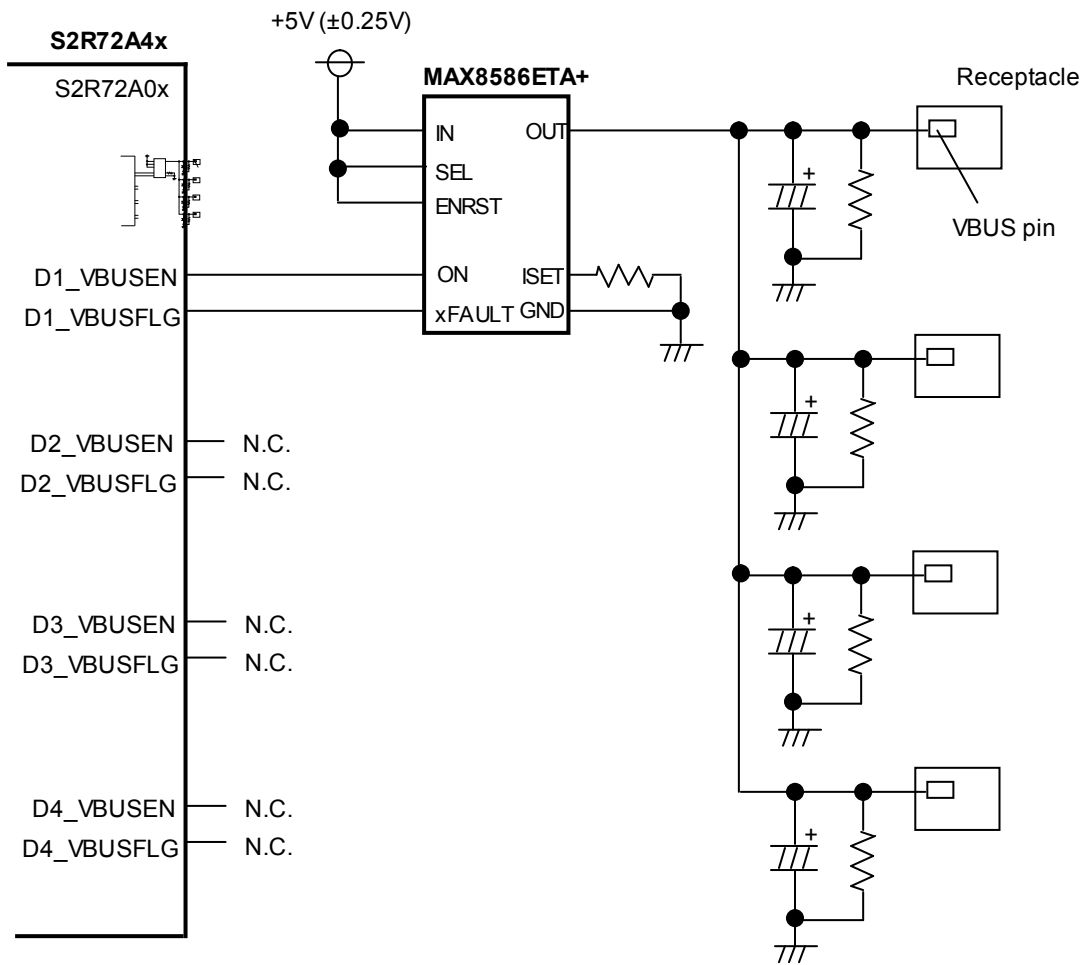 +5V (±0.25V)
S2R72A4x
S2R72A0x
MAX8586ETA+
Receptacle
IN
OUT
SEL
ENRST
VBUS pin
D1_VBUSEN
ON
ISET
D1_VBUSFLG
xFAULT
GND
+
D2_VBUSEN
N.C.
D2_VBUSFLG
N.C.
+
D3_VBUSEN
N.C.
D3_VBUSFLG
N.C.
+
D4_VBUSEN
N.C.
D4_VBUSFLG
N.C.
+